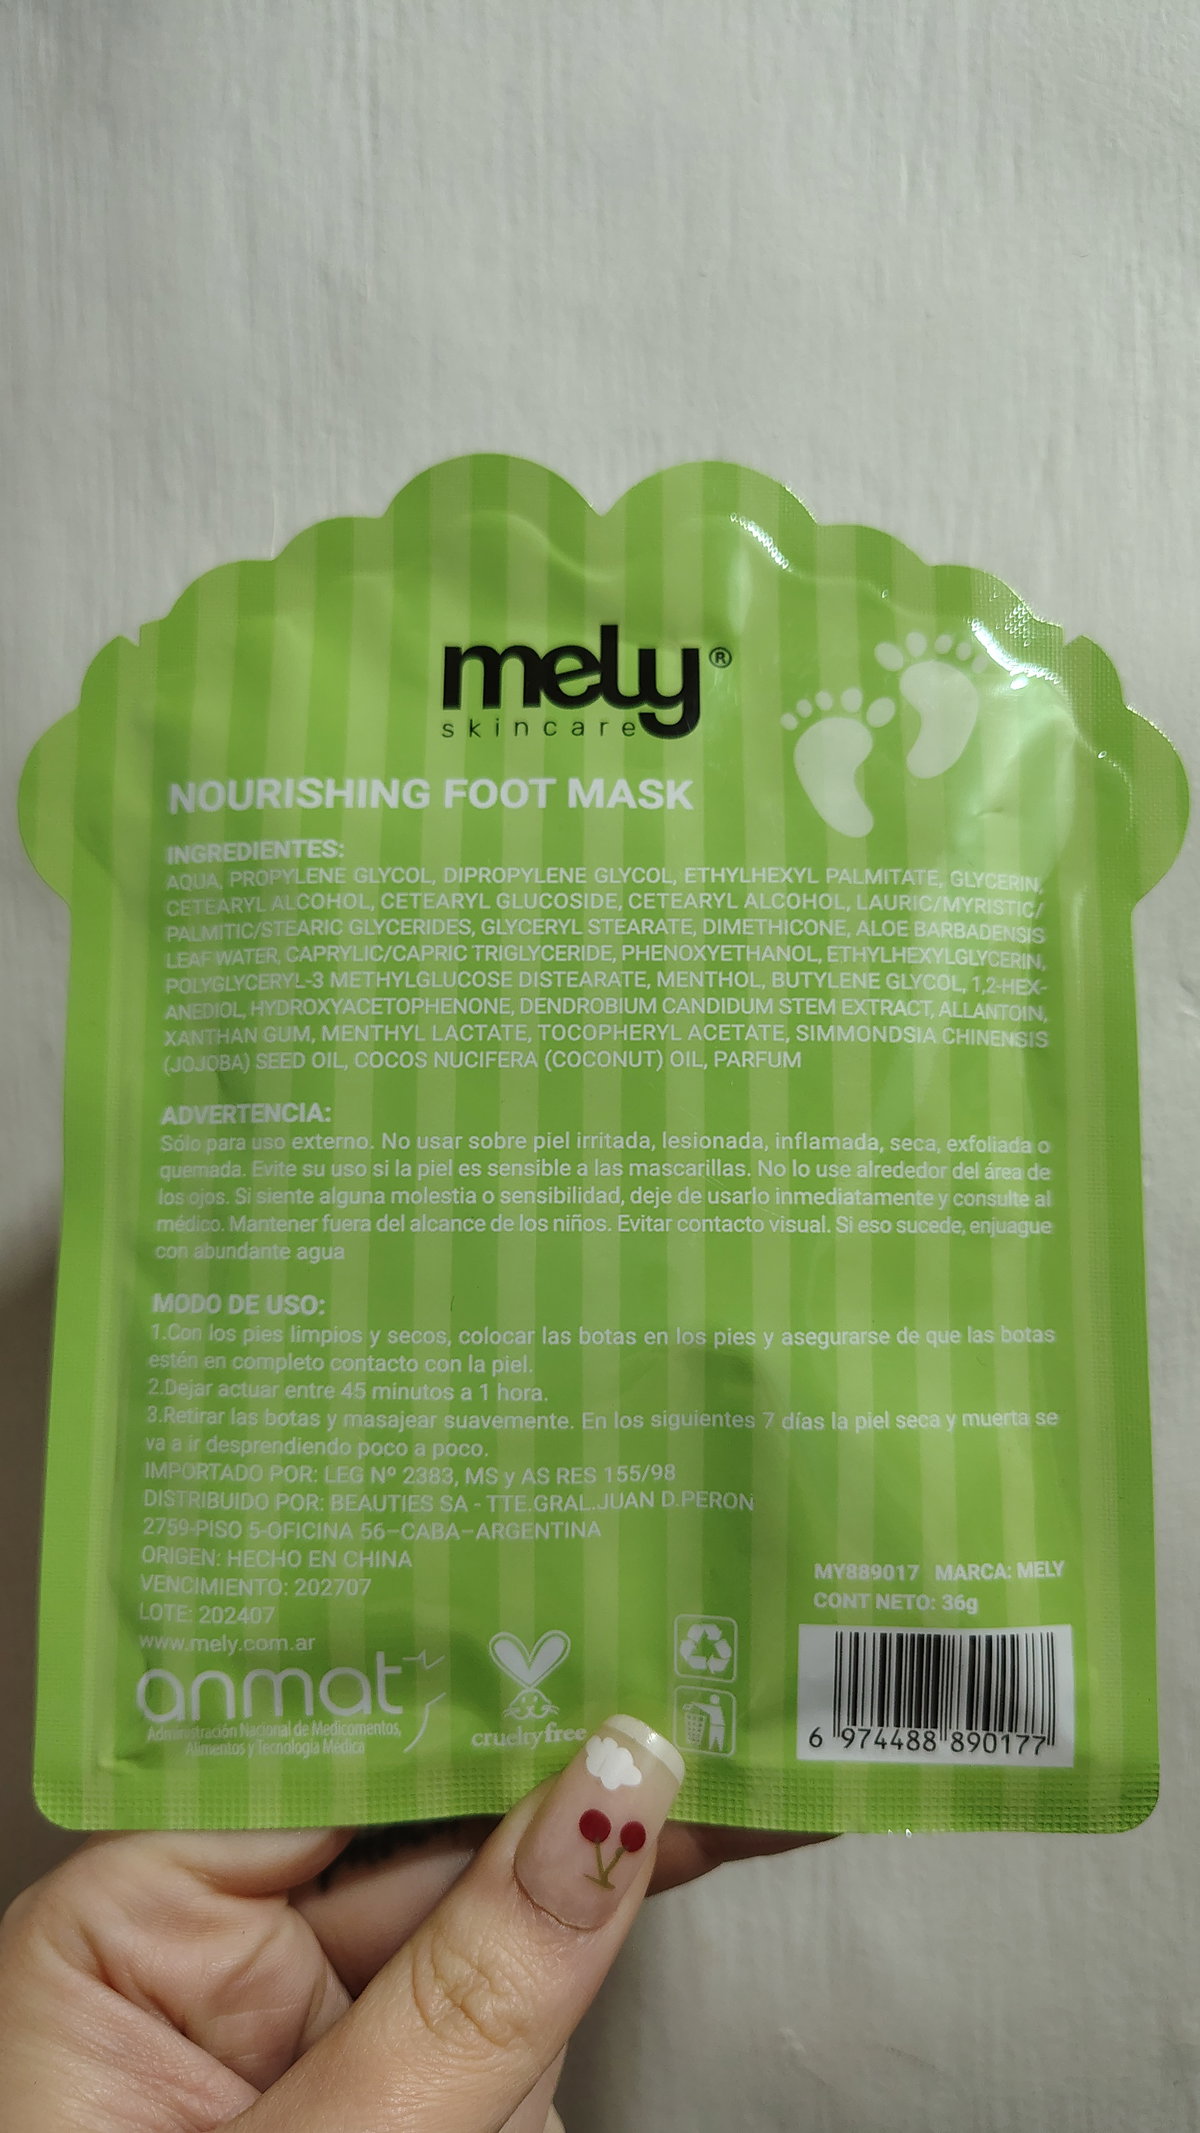 mely®
skincare
NOURISHING FOOT MASK
INGREDIENTES:
AQUA, PROPYLENE GLYCOL, DIPROPYLENE GLYCOL, ETHYLHEXYL PALMITATE, GLYCERIN,
CETEARYL ALCOHOL, CETEARYL GLUCOSIDE, CETEARYL ALCOHOL, LAURIC/MYRISTIC/
PALMITIC/STEARIC GLYCERIDES, GLYCERYL STEARATE, DIMETHICONE, ALOE BARBADENSIS
LEAF WATER, CAPRYLIC/CAPRIC TRIGLYCERIDE, PHENOXYETHANOL, ETHYLHEXYLGLYCERIN,
POLYGLYCERYL-3 METHYLGLUCOSE DISTEARATE, MENTHOL, BUTYLENE GLYCOL, 1,2-HEX-
ANEDIOL, HYDROXYACETOPHENONE, DENDROBIUM CANDIDUM STEM EXTRACT, ALLANTOIN,
XANTHAN GUM, MENTHYL LACTATE, TOCOPHERYL ACETATE, SIMMONDSIA CHINENSIS
(JOJOBA) SEED OIL, COCOS NUCIFERA (COCONUT) OIL, PARFUM
ADVERTENCIA:
Sólo para uso externo. No usar sobre piel irritada, lesionada, inflamada, seca, exfoliada o
quemada. Evite su uso si la piel es sensible a las mascarillas. No lo use alrededor del área de
los ojos. Si siente alguna molestia o sensibilidad, deje de usarlo inmediatamente y consulte al
médico. Mantener fuera del alcance de los niños. Evitar contacto visual. Si eso sucede, enjuague
con abundante agua
MODO DE USO:
1.Con los pies limpios y secos, colocar las botas en los pies y asegurarse de que las botas
estén en completo contacto con la piel.
2.Dejar actuar entre 45 minutos a 1 hora.
3.Retirar las botas y masajear suavemente. En los siguientes 7 días la piel seca y muerta se
va a ir desprendiendo poco a poco.
IMPORTADO POR: LEG Nº 2383, MS y AS RES 155/98
DISTRIBUIDO POR: BEAUTIES SA - TTE.GRAL.JUAN D.PERON
2759-PISO 5-OFICINA 56-CABA-ARGENTINA
ORIGEN: HECHO EN CHINA
VENCIMIENTO: 202707
LOTE: 202407
www.mely.com.ar
anmat
Administración Nacional de Medicamentos,
Alimentos y Tecnología Médica
cruelty free
MY889017 MARCA: MELY
CONT NETO: 36g
6 974488 890177